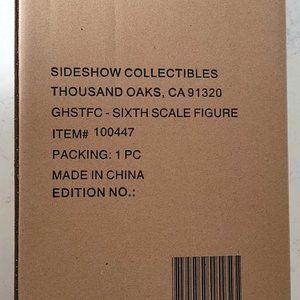 SIDESHOW COLLECTIBLES
THOUSAND OAKS, CA 91320
GHSTFC - SIXTH SCALE FIGURE
ITEM# 100447
PACKING: 1 PC
MADE IN CHINA
EDITION NO.: